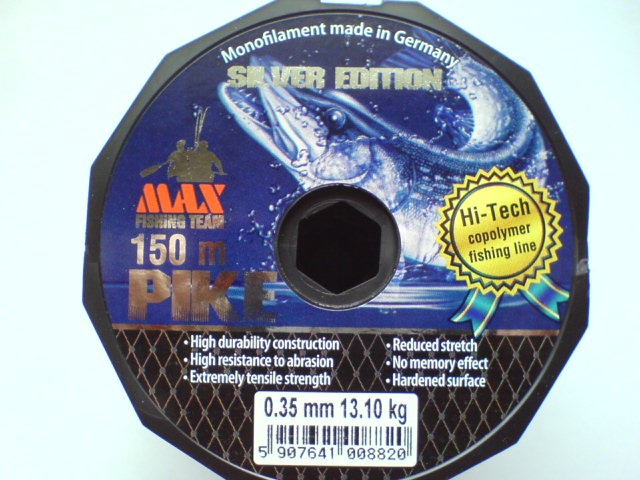 Monofilament made in Germany
SILVER EDITION
MAX
FISHING TEAM
150 m
PIKE
Hi-Tech
copolymer
fishing line
• High durability construction
• High resistance to abrasion
• Extremely tensile strength
• Reduced stretch
• No memory effect
• Hardened surface
0.35 mm 13.10 kg
5 907641 008820